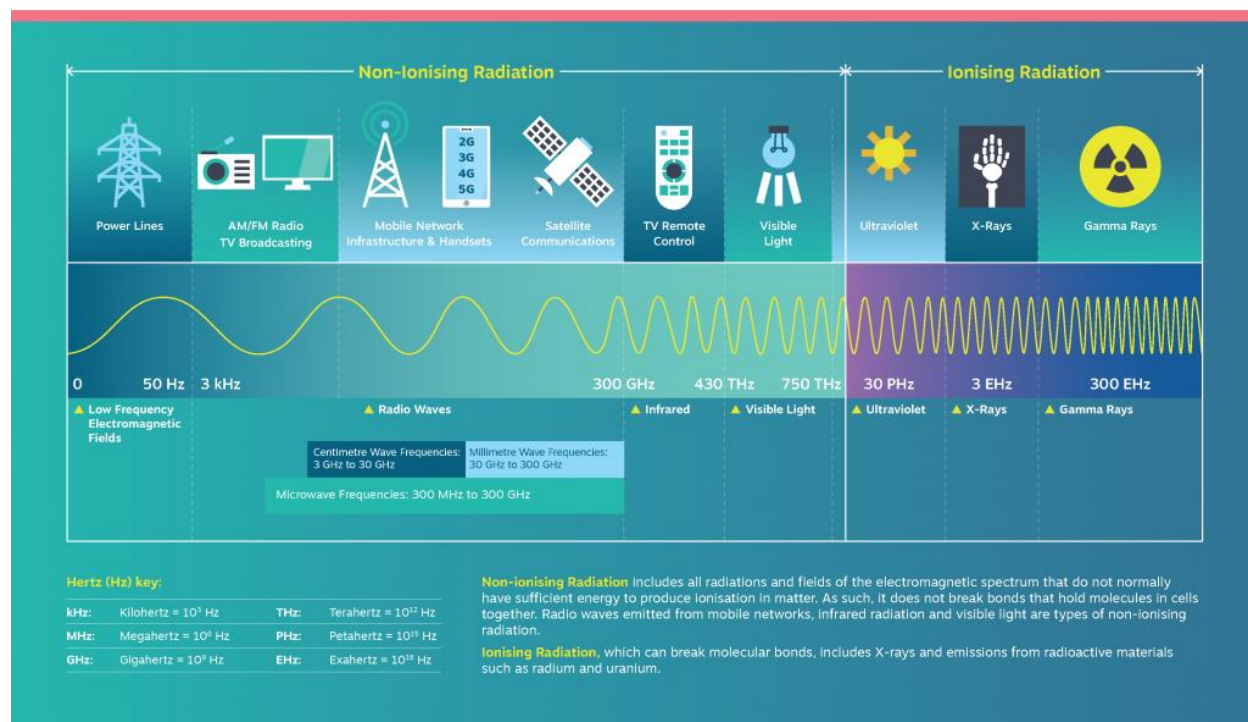 Non-Ionising Radiation
Ionising Radiation
2G
3G
4G
5G
Power Lines
AM/FM Radio
TV Broadcasting
Mobile Network
Infrastructure & Handsets
Satellite
Communications
TV Remote
Control
Visible
Light
Ultraviolet
X-Rays
Gamma Rays
0
50 Hz
3 kHz
300 GHz
430 THz
750 THz
30 PHz
3 EHz
300 EHz
▲ Low Frequency
Electromagnetic
Fields
▲ Radio Waves
▲ Infrared
▲ Visible Light
▲ Ultraviolet
▲ X-Rays
▲ Gamma Rays
Centimetre Wave Frequencies:
3 GHz to 30 GHz
Millimetre Wave Frequencies:
30 GHz to 300 GHz
Microwave Frequencies: 300 MHz to 300 GHz
Hertz (Hz) key:
kHz: Kilohertz = 10³ Hz THz: Terahertz = 10¹² Hz
MHz: Megahertz = 10⁶ Hz PHz: Petahertz = 10¹⁵ Hz
GHz: Gigahertz = 10⁹ Hz EHz: Exahertz = 10¹⁸ Hz
Non-ionising Radiation includes all radiations and fields of the electromagnetic spectrum that do not normally
have sufficient energy to produce ionisation in matter. As such, it does not break bonds that hold molecules in cells
together. Radio waves emitted from mobile networks, infrared radiation and visible light are types of non-ionising
radiation.
Ionising Radiation, which can break molecular bonds, includes X-rays and emissions from radioactive materials
such as radium and uranium.